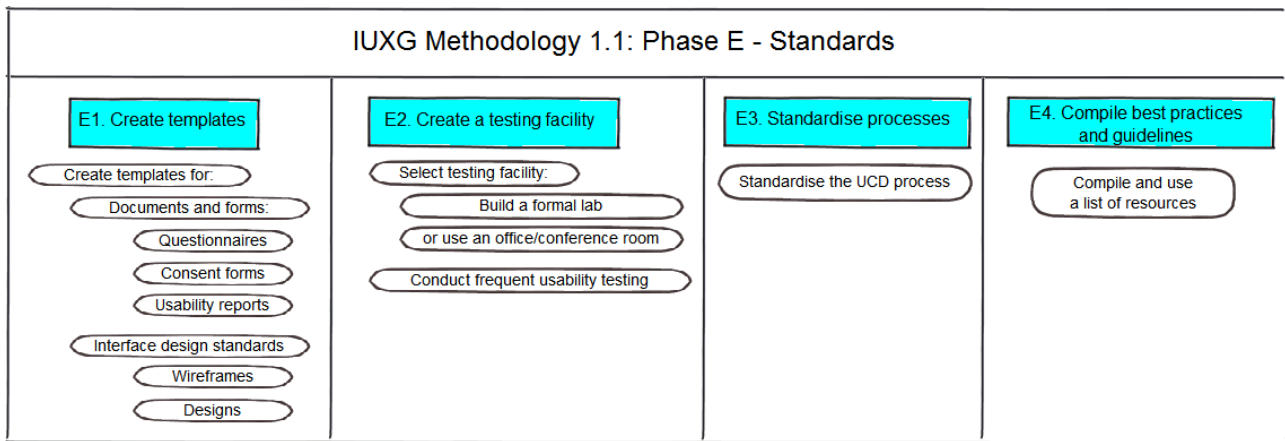 IUXG Methodology 1.1: Phase E - Standards
E1. Create templates
Create templates for:
Documents and forms:
Questionnaires
Consent forms
Usability reports
Interface design standards
Wireframes
Designs
E2. Create a testing facility
Select testing facility:
Build a formal lab
or use an office/conference room
Conduct frequent usability testing
E3. Standardise processes
Standardise the UCD process
E4. Compile best practices
and guidelines
Compile and use
a list of resources